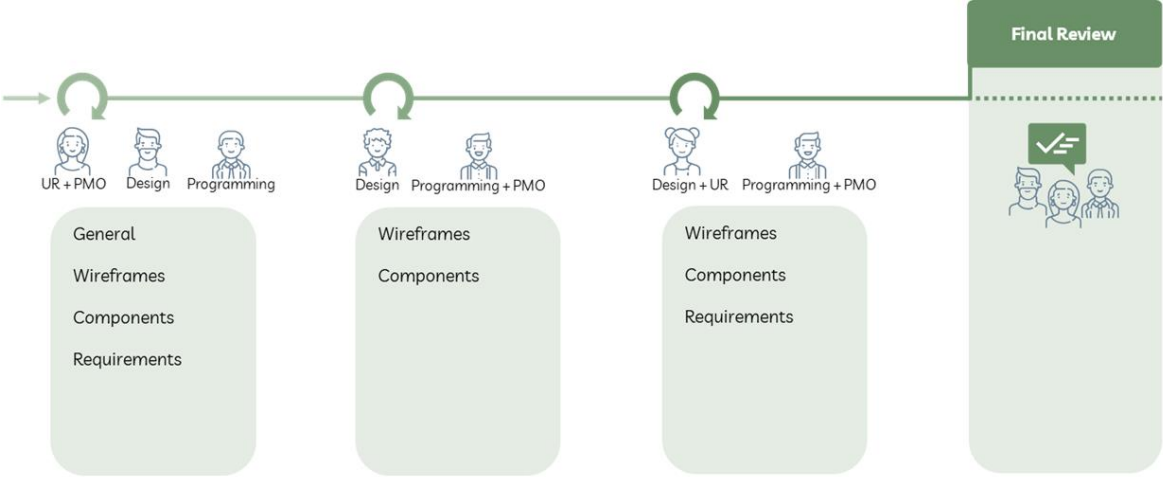 Final Review
UR + PMO
Design
Programming
Design
Programming + PMO
Design + UR
Programming + PMO
General
Wireframes
Components
Requirements
Wireframes
Components
Wireframes
Components
Requirements